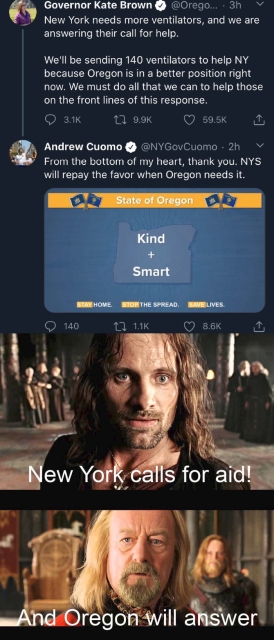 Governor Kate Brown @Orego... · 3h
New York needs more ventilators, and we are
answering their call for help.
We'll be sending 140 ventilators to help NY
because Oregon is in a better position right
now. We must do all that we can to help those
on the front lines of this response.
3.1K 9.9K 59.5K
Andrew Cuomo @NYGovCuomo · 2h
From the bottom of my heart, thank you. NYS
will repay the favor when Oregon needs it.
State of Oregon
Kind
+
Smart
STAY HOME. STOP THE SPREAD. SAVE LIVES.
140 1.1K 8.6K
New York calls for aid!
And Oregon will answer